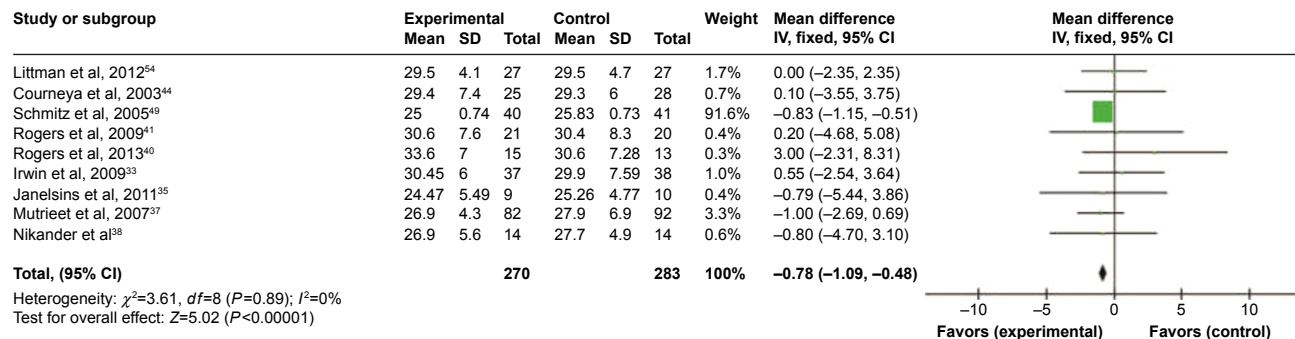 Study or subgroup Experimental Control Weight Mean difference Mean difference
Mean SD Total Mean SD Total IV, fixed, 95% CI IV, fixed, 95% CI
Littman et al, 2012⁵⁴ 29.5 4.1 27 29.5 4.7 27 1.7% 0.00 (–2.35, 2.35)
Courneya et al, 2003⁴⁴ 29.4 7.4 25 29.3 6 28 0.7% 0.10 (–3.55, 3.75)
Schmitz et al, 2005⁴⁹ 25 0.74 40 25.83 0.73 41 91.6% –0.83 (–1.15, –0.51)
Rogers et al, 2009⁴¹ 30.6 7.6 21 30.4 8.3 20 0.4% 0.20 (–4.68, 5.08)
Rogers et al, 2013⁴⁰ 33.6 7 15 30.6 7.28 13 0.3% 3.00 (–2.31, 8.31)
Irwin et al, 2009³³ 30.45 6 37 29.9 7.59 38 1.0% 0.55 (–2.54, 3.64)
Janelsins et al, 2011³⁵ 24.47 5.49 9 25.26 4.77 10 0.4% –0.79 (–5.44, 3.86)
Mutrieet et al, 2007³⁷ 26.9 4.3 82 27.9 6.9 92 3.3% –1.00 (–2.69, 0.69)
Nikander et al³⁸ 26.9 5.6 14 27.7 4.9 14 0.6% –0.80 (–4.70, 3.10)
Total, (95% CI) 270 283 100% –0.78 (–1.09, –0.48)
Heterogeneity: χ²=3.61, df=8 (P=0.89); I²=0%
Test for overall effect: Z=5.02 (P<0.00001)
–10 –5 0 5 10
Favors (experimental) Favors (control)